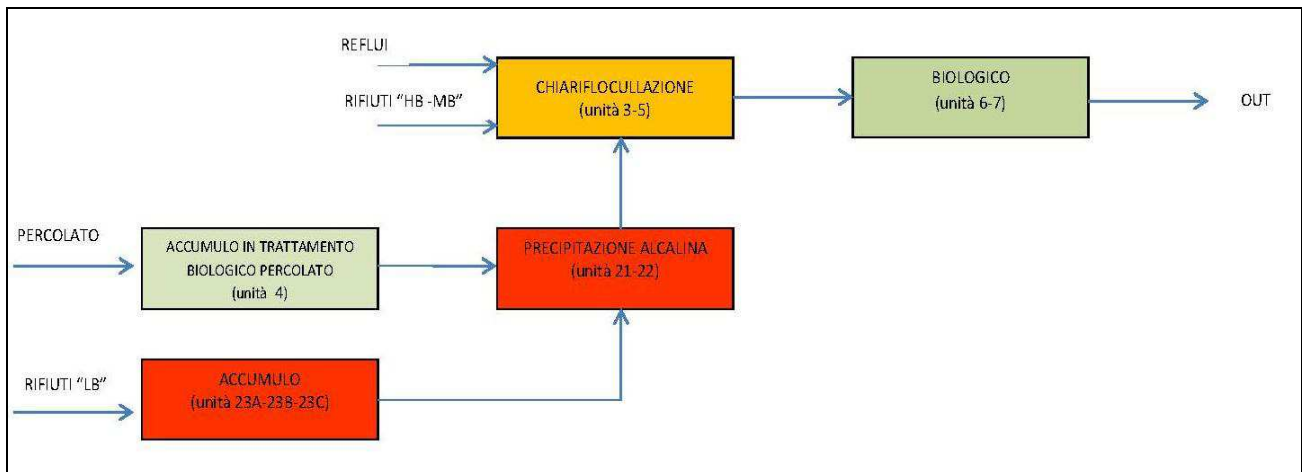 REFLUI
RIFIUTI “HB -MB”
CHIARIFLOCULLAZIONE
(unità 3-5)
BIOLOGICO
(unità 6-7)
OUT
PERCOLATO
ACCUMULO IN TRATTAMENTO
BIOLOGICO PERCOLATO
(unità 4)
PRECIPITAZIONE ALCALINA
(unità 21-22)
RIFIUTI “LB”
ACCUMULO
(unità 23A-23B-23C)